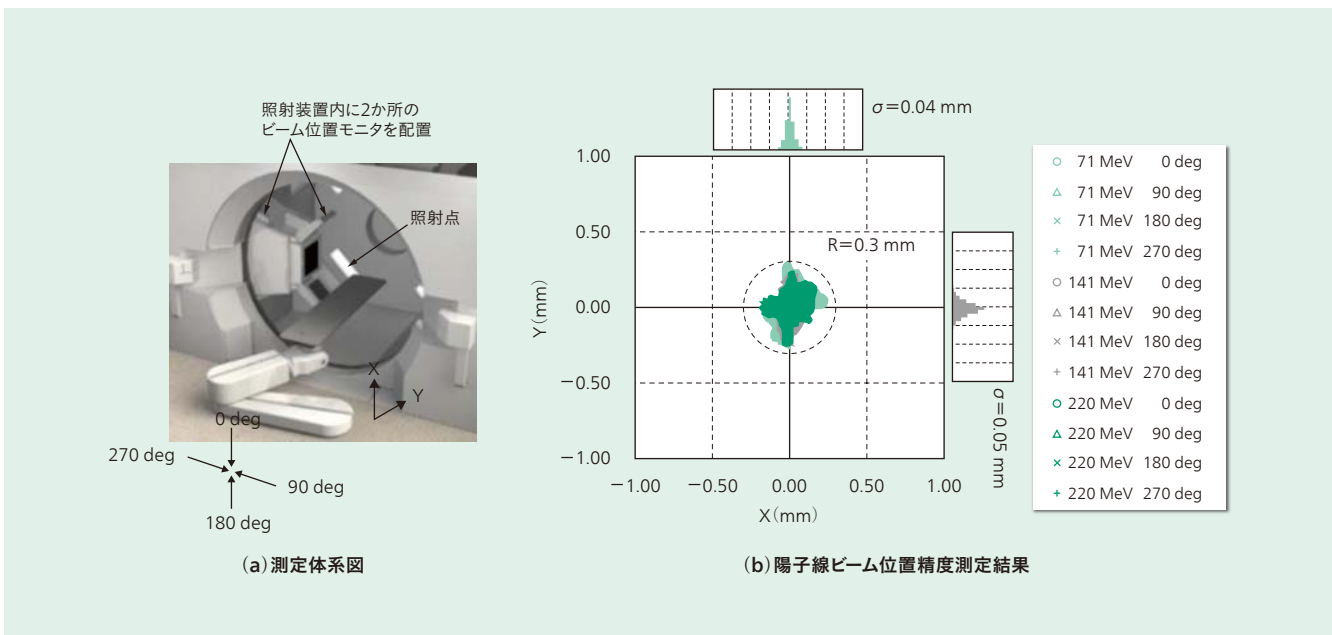 照射装置内に2か所の
ビーム位置モニタを配置
照射点
X
Y
0 deg
270 deg
90 deg
180 deg
(a)測定体系図
σ=0.04 mm
1.00
0.50
0.00
−0.50
−1.00
Y(mm)
R=0.3 mm
σ=0.05 mm
−1.00 −0.50 0.00 0.50 1.00
X(mm)
○ 71 MeV 0 deg
△ 71 MeV 90 deg
× 71 MeV 180 deg
+ 71 MeV 270 deg
○ 141 MeV 0 deg
△ 141 MeV 90 deg
× 141 MeV 180 deg
+ 141 MeV 270 deg
○ 220 MeV 0 deg
△ 220 MeV 90 deg
× 220 MeV 180 deg
+ 220 MeV 270 deg
(b)陽子線ビーム位置精度測定結果